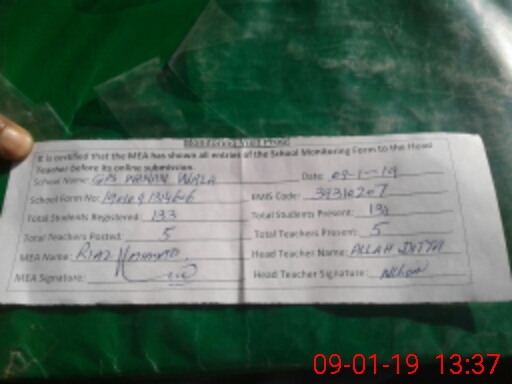 Monitoring Visit Proof
It is certified that the MEA has shown all entries of the School Monitoring Form to the Head
Teacher before its online submission.
School Name: GPS WALA Date: 09-1-19
School Form No: EMIS Code: 39310207
Total Students Registered: 133 Total Students Present:
Total Teachers Posted: 5 Total Teachers Present: 5
MEA Name: RIAZ Head Teacher Name: ALLAH DITTA
MEA Signature: Head Teacher Signature:
09-01-19 13:37